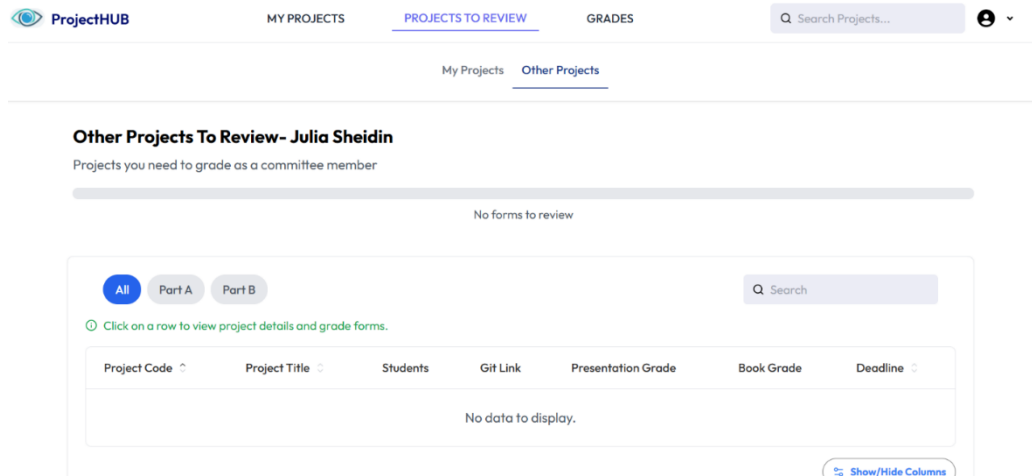 ProjectHUB MY PROJECTS PROJECTS TO REVIEW GRADES Search Projects...
My Projects Other Projects
Other Projects To Review- Julia Sheidin
Projects you need to grade as a committee member
No forms to review
All Part A Part B Search
Click on a row to view project details and grade forms.
Project Code Project Title Students Git Link Presentation Grade Book Grade Deadline
No data to display.
Show/Hide Columns